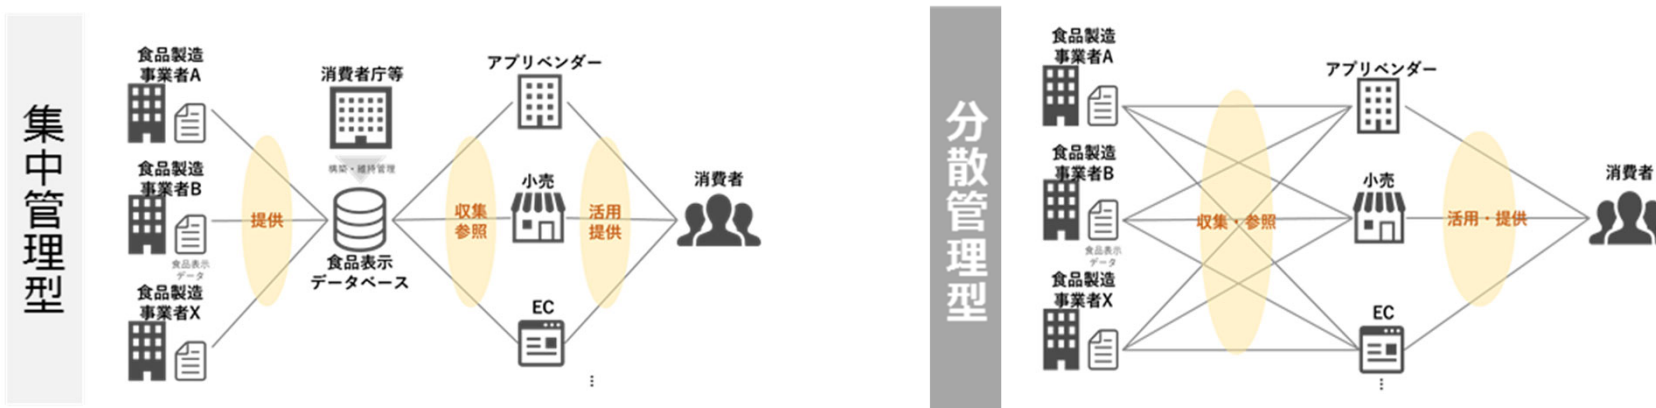 集中管理型
食品製造
事業者A
食品製造
事業者B
食品表示
データ
食品製造
事業者X
提供
消費者庁等
構築・維持管理
食品表示
データベース
収集
参照
アプリベンダー
小売
EC
⋮
活用
提供
消費者
分散管理型
食品製造
事業者A
食品製造
事業者B
食品表示
データ
食品製造
事業者X
収集・参照
アプリベンダー
小売
EC
⋮
活用・提供
消費者